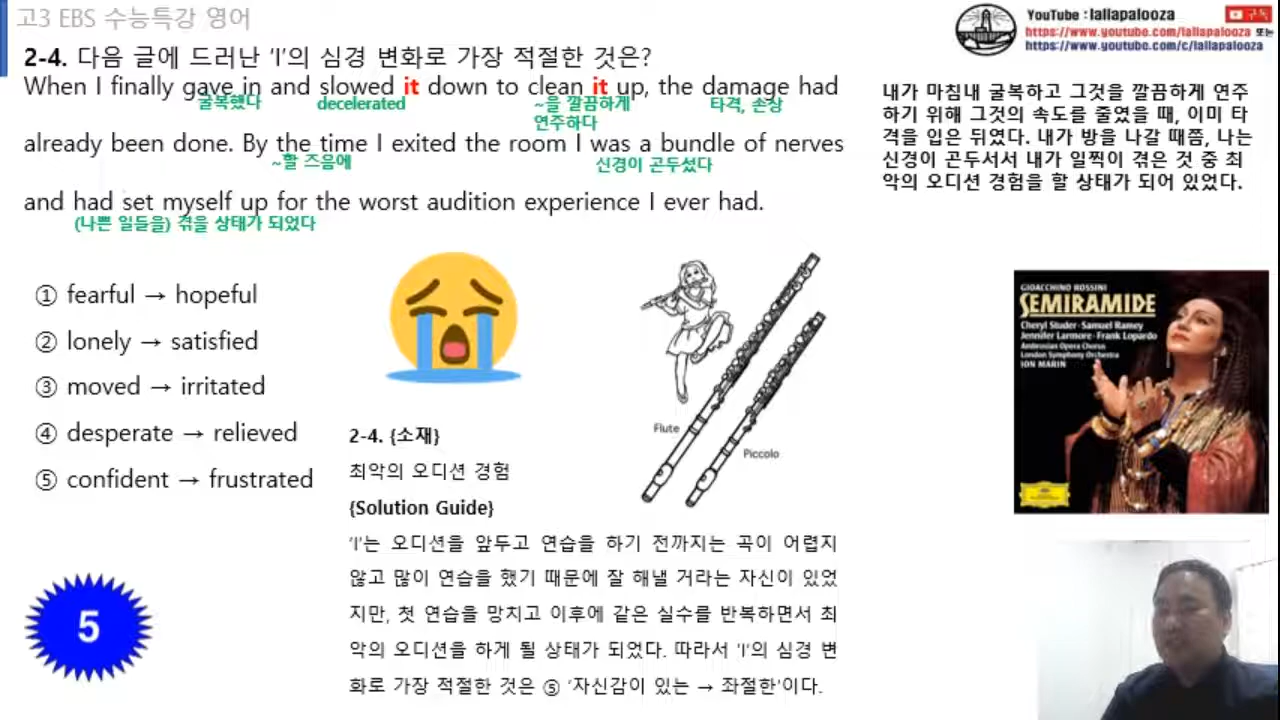 고3 EBS 수능특강 영어
YouTube : lallapalooza
구독
https://www.youtube.com/lallapalooza 또는
https://www.youtube.com/c/lallapalooza
2-4. 다음 글에 드러난 ‘I’의 심경 변화로 가장 적절한 것은?
When I finally gave in and slowed it down to clean it up, the damage had
굴복했다 decelerated ~을 깔끔하게 타격, 손상
연주하다
already been done. By the time I exited the room I was a bundle of nerves
~할 즈음에 신경이 곤두섰다
and had set myself up for the worst audition experience I ever had.
(나쁜 일들을) 겪을 상태가 되었다
내가 마침내 굴복하고 그것을 깔끔하게 연주
하기 위해 그것의 속도를 줄였을 때, 이미 타
격을 입은 뒤였다. 내가 방을 나갈 때쯤, 나는
신경이 곤두서서 내가 일찍이 겪은 것 중 최
악의 오디션 경험을 할 상태가 되어 있었다.
① fearful → hopeful
② lonely → satisfied
③ moved → irritated
④ desperate → relieved
⑤ confident → frustrated
Flute
Piccolo
GIOACCHINO ROSSINI
SEMIRAMIDE
Cheryl Studer · Samuel Ramey
Jennifer Larmore · Frank Lopardo
Ambrosian Opera Chorus
London Symphony Orchestra
ION MARIN
2-4. {소재}
최악의 오디션 경험
{Solution Guide}
‘I’는 오디션을 앞두고 연습을 하기 전까지는 곡이 어렵지
않고 많이 연습을 했기 때문에 잘 해낼 거라는 자신이 있었
지만, 첫 연습을 망치고 이후에 같은 실수를 반복하면서 최
악의 오디션을 하게 될 상태가 되었다. 따라서 ‘I’의 심경 변
화로 가장 적절한 것은 ⑤ ‘자신감이 있는 → 좌절한’이다.
5